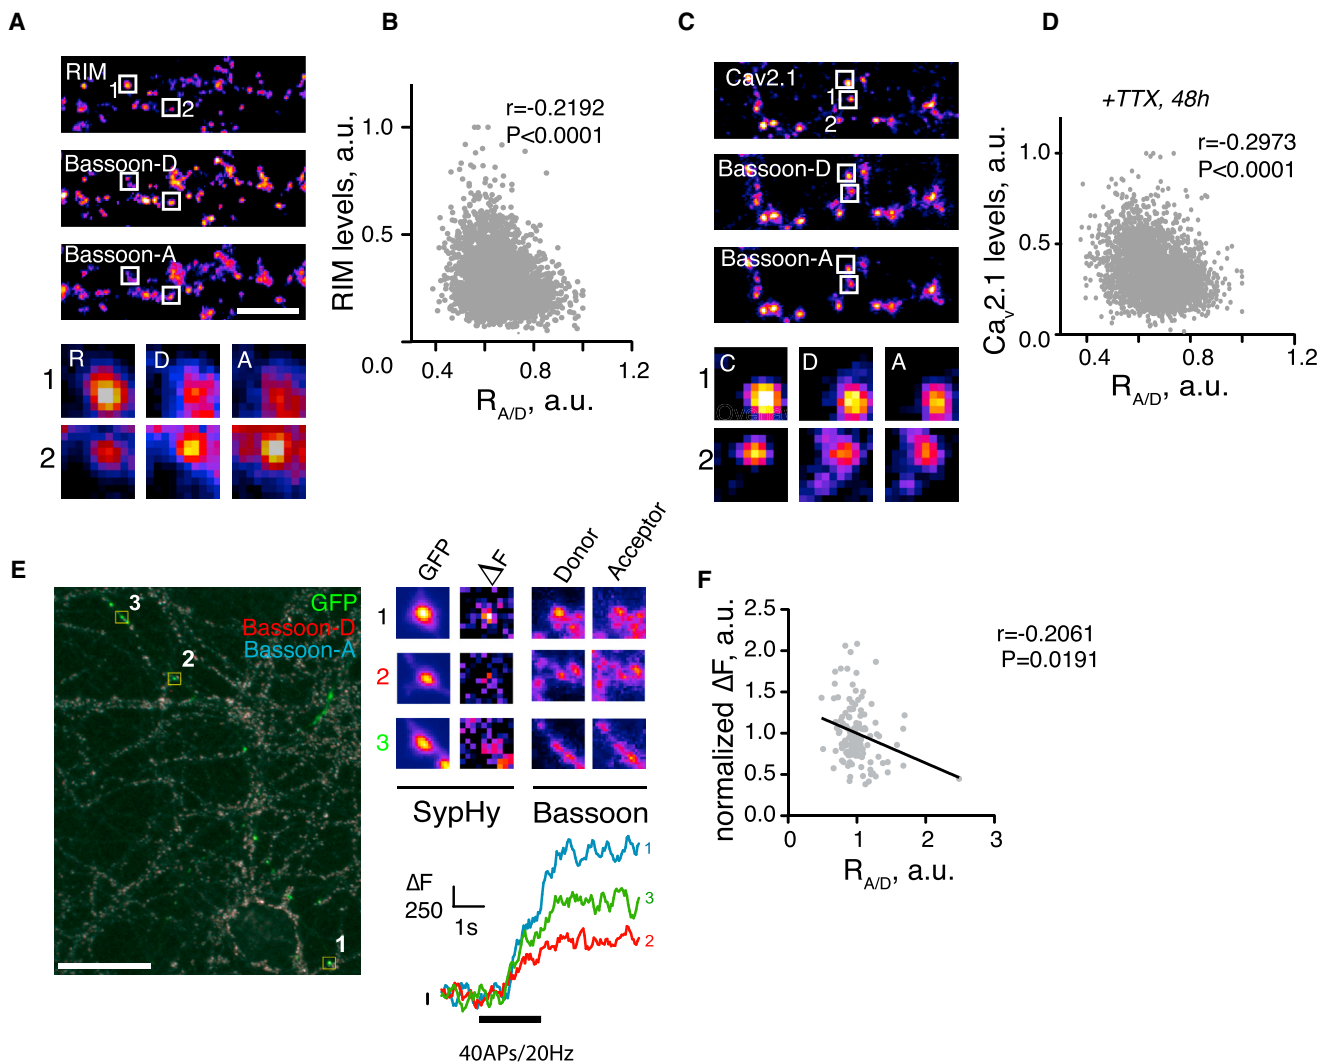 A
RIM
1
2
Bassoon-D
Bassoon-A
R
D
A
1
2
B
r=-0.2192
P<0.0001
RIM levels, a.u.
1.0
0.5
0.0
0.4
0.8
1.2
R A/D, a.u.
C
Cav2.1
1
2
Bassoon-D
Bassoon-A
C
D
A
1
2
D
+TTX, 48h
r=-0.2973
P<0.0001
Cav2.1 levels, a.u.
1.0
0.5
0.0
0.4
0.8
1.2
R A/D, a.u.
E
GFP
Bassoon-D
Bassoon-A
3
2
1
GFP
ΔF
Donor
Acceptor
1
2
3
SypHy
Bassoon
ΔF
250
1s
1
3
2
40APs/20Hz
F
r=-0.2061
P=0.0191
normalized ΔF, a.u.
2.5
2.0
1.5
1.0
0.5
0.0
0
1
2
3
R A/D, a.u.